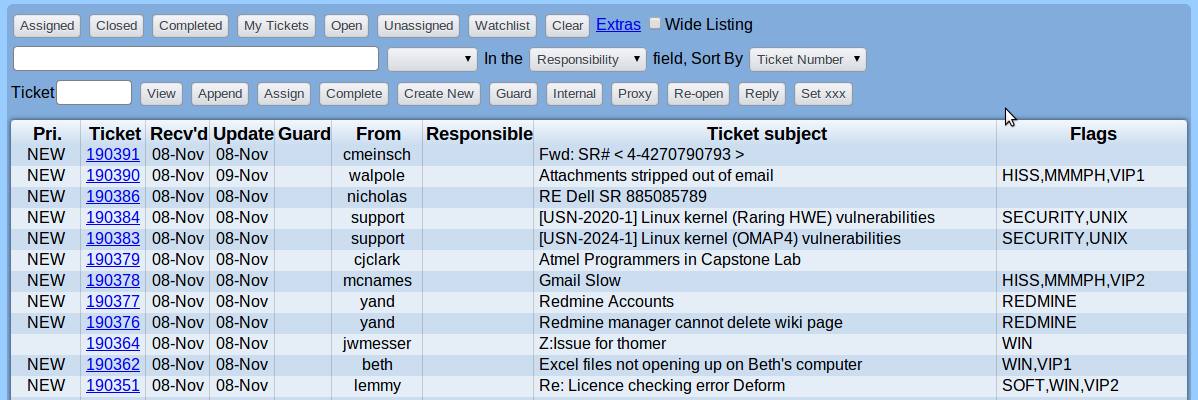 Assigned Closed Completed My Tickets Open Unassigned Watchlist Clear Extras Wide Listing
In the Responsibility field, Sort By Ticket Number
Ticket View Append Assign Complete Create New Guard Internal Proxy Re-open Reply Set xxx
Pri. Ticket Recv'd Update Guard From Responsible Ticket subject Flags
NEW 190391 08-Nov 08-Nov cmeinsch Fwd: SR# < 4-4270790793 >
NEW 190390 08-Nov 09-Nov walpole Attachments stripped out of email HISS,MMMPH,VIP1
NEW 190386 08-Nov 08-Nov nicholas RE Dell SR 885085789
NEW 190384 08-Nov 08-Nov support [USN-2020-1] Linux kernel (Raring HWE) vulnerabilities SECURITY,UNIX
NEW 190383 08-Nov 08-Nov support [USN-2024-1] Linux kernel (OMAP4) vulnerabilities SECURITY,UNIX
NEW 190379 08-Nov 08-Nov cjclark Atmel Programmers in Capstone Lab
NEW 190378 08-Nov 08-Nov mcnames Gmail Slow HISS,MMMPH,VIP2
NEW 190377 08-Nov 08-Nov yand Redmine Accounts REDMINE
NEW 190376 08-Nov 08-Nov yand Redmine manager cannot delete wiki page REDMINE
190364 08-Nov 08-Nov jwmesser Z:Issue for thomer WIN
NEW 190362 08-Nov 08-Nov beth Excel files not opening up on Beth's computer WIN,VIP1
NEW 190351 08-Nov 08-Nov lemmy Re: Licence checking error Deform SOFT,WIN,VIP2